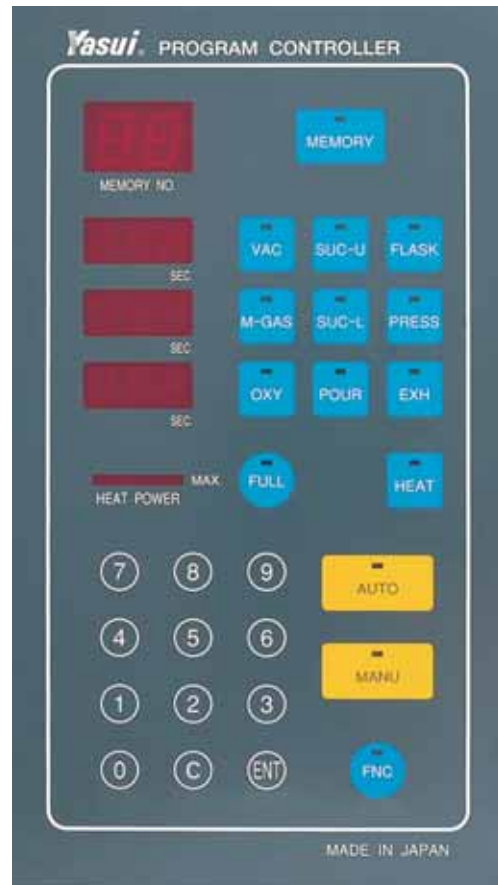 Yasui. PROGRAM CONTROLLER
88
MEMORY
MEMORY NO.
VAC SUC-U FLASK
SEC
M-GAS SUC-L PRESS
SEC
OXY POUR EXH
SEC
MAX
HEAT POWER
FULL HEAT
7 8 9
AUTO
4 5 6
MANU
1 2 3
0 C ENT
FNC
MADE IN JAPAN